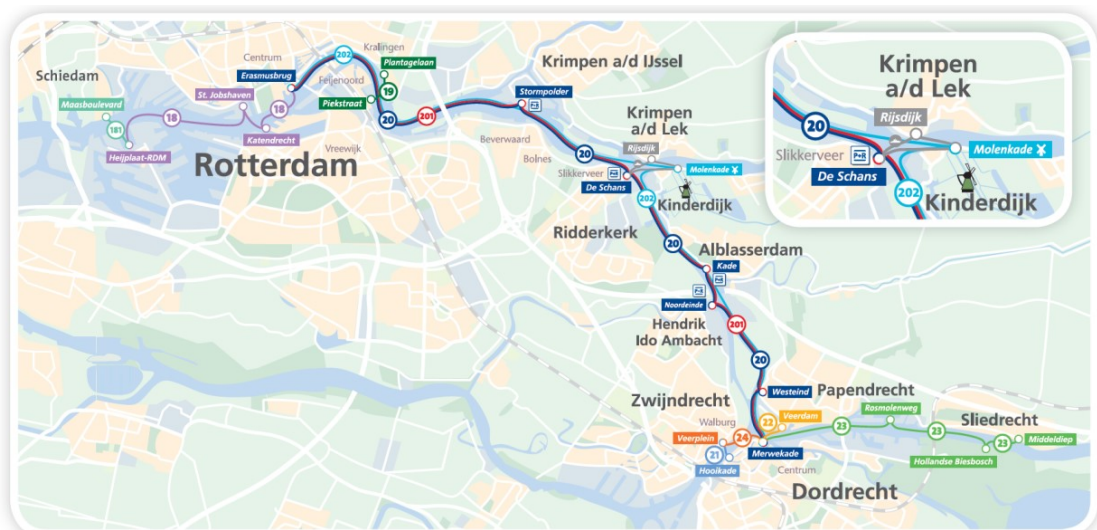 Kralingen
Centrum
202
Plantagelaan
Krimpen a/d IJssel
Schiedam
Erasmusbrug
Feijenoord
Stormpolder
P+R
St. Jobshaven
Maasboulevard
18
19
Piekstraat
18
20
201
181
Katendrecht
Krimpen
a/d Lek
Beverwaard
20
Rijsdijk
Heijplaat-RDM
Vreewijk
Bolnes
Rotterdam
Slikkerveer
P+R
Molenkade
De Schans
202
Kinderdijk
Ridderkerk
20
Alblasserdam
Kade
P+R
P+R
Noordeinde
Hendrik
Ido Ambacht
201
20
Westeind
Papendrecht
Zwijndrecht
Rosmolenweg
Sliedrecht
Walburg
22
Veerdam
23
23
Veerplein
24
23
Middeldiep
21
Merwekade
Hollandse Biesbosch
Hooikade
Centrum
Dordrecht
Krimpen
a/d Lek
20
Rijsdijk
Slikkerveer
P+R
Molenkade
De Schans
202
Kinderdijk